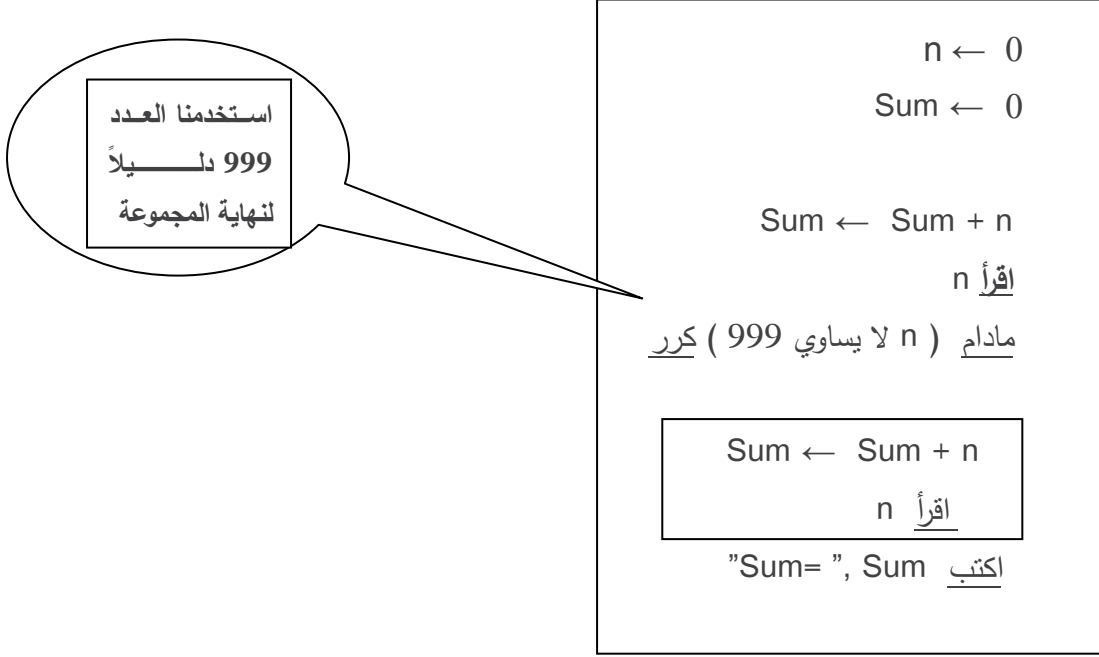 استخدمنا العدد
999 دليلاً
لنهاية المجموعة
n ← 0
Sum ← 0
Sum ← Sum + n
اقرأ n
مادام ( n لا يساوي 999 ) كرر
Sum ← Sum + n
اقرأ n
اكتب "Sum= ", Sum